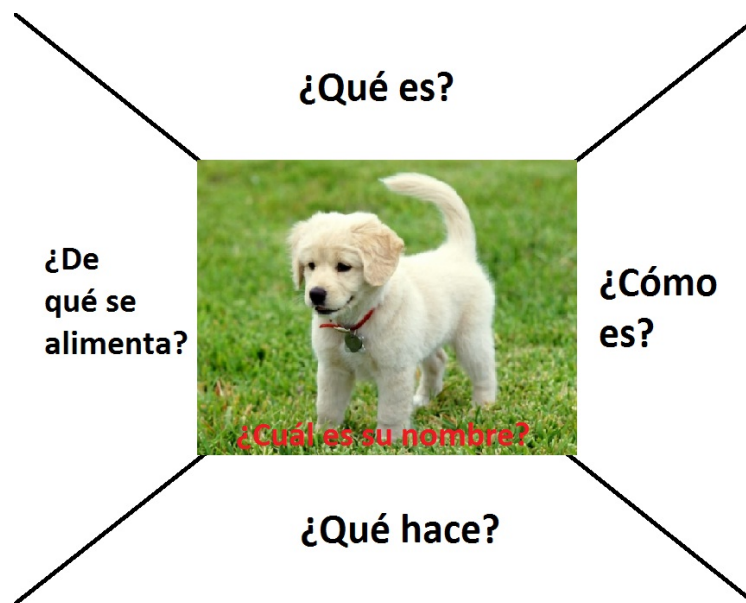 ¿Qué es?
¿De
qué se
alimenta?
¿Cómo
es?
¿Cuál es su nombre?
¿Qué hace?